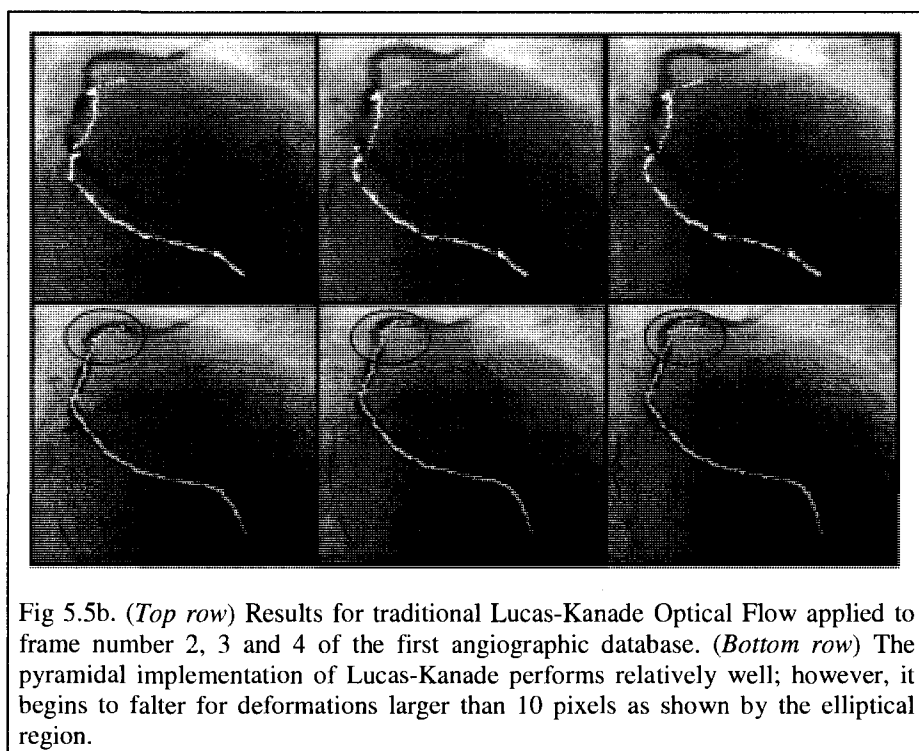 Fig 5.5b. (Top row) Results for traditional Lucas-Kanade Optical Flow applied to
frame number 2, 3 and 4 of the first angiographic database. (Bottom row) The
pyramidal implementation of Lucas-Kanade performs relatively well; however, it
begins to falter for deformations larger than 10 pixels as shown by the elliptical
region.